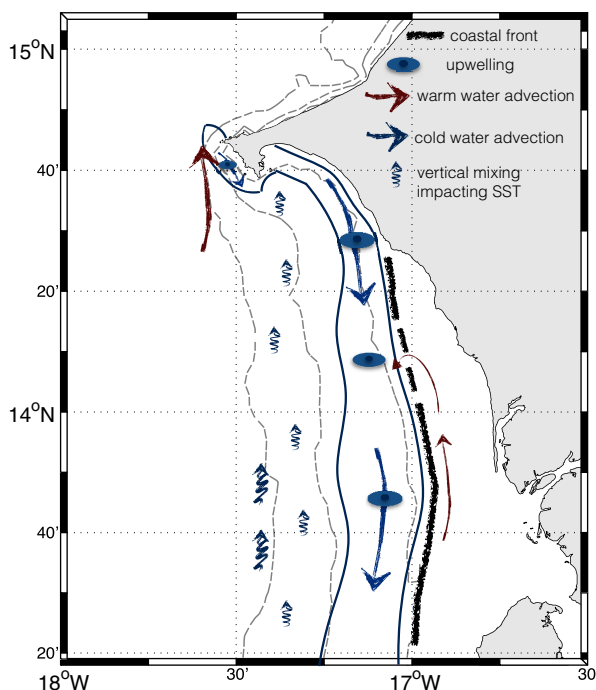 15°N
coastal front
upwelling
warm water advection
cold water advection
40'
vertical mixing
impacting SST
20'
14°N
40'
20'
18°W
30'
17°W
30